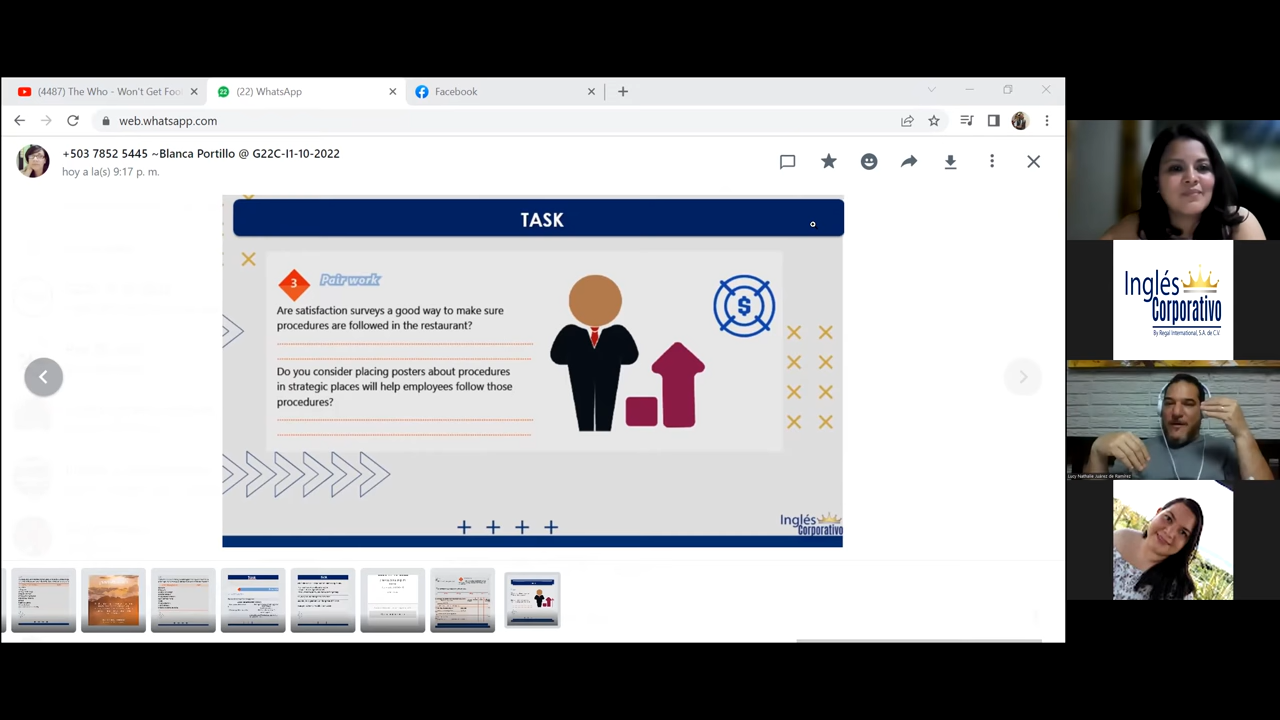 (4487) The Who - Won't Get Foo
(22) WhatsApp
Facebook
web.whatsapp.com
+503 7852 5445 ~Blanca Portillo @ G22C-I1-10-2022
hoy a la(s) 9:17 p. m.
TASK
3
Pair work
Are satisfaction surveys a good way to make sure
procedures are followed in the restaurant?
Do you consider placing posters about procedures
in strategic places will help employees follow those
procedures?
$
Inglés
Corporativo
Inglés
Corporativo
By Regal International, S.A. de C.V.
Lucy Nathalie Juárez de Ramírez